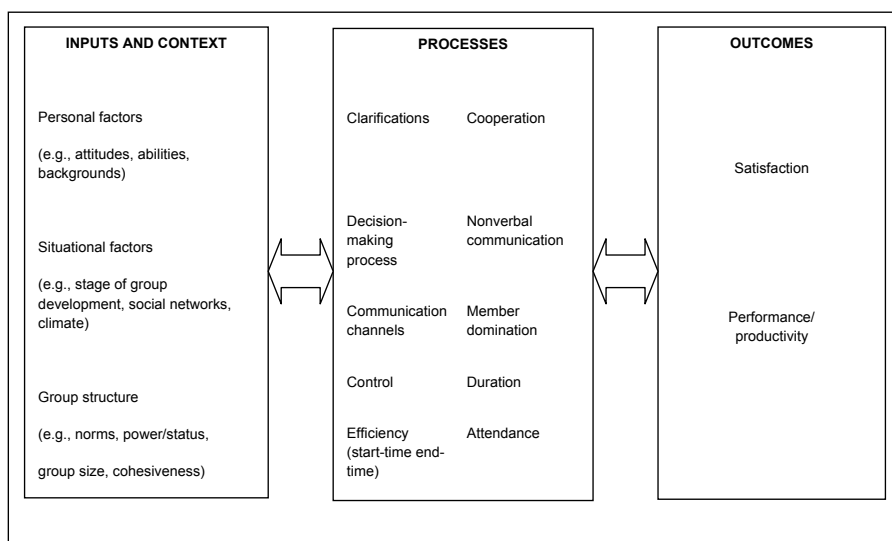 INPUTS AND CONTEXT
Personal factors
(e.g., attitudes, abilities,
backgrounds)
Situational factors
(e.g., stage of group
development, social networks,
climate)
Group structure
(e.g., norms, power/status,
group size, cohesiveness)
PROCESSES
Clarifications
Cooperation
Decision-
making
process
Nonverbal
communication
Communication
channels
Member
domination
Control
Duration
Efficiency
(start-time end-
time)
Attendance
OUTCOMES
Satisfaction
Performance/
productivity